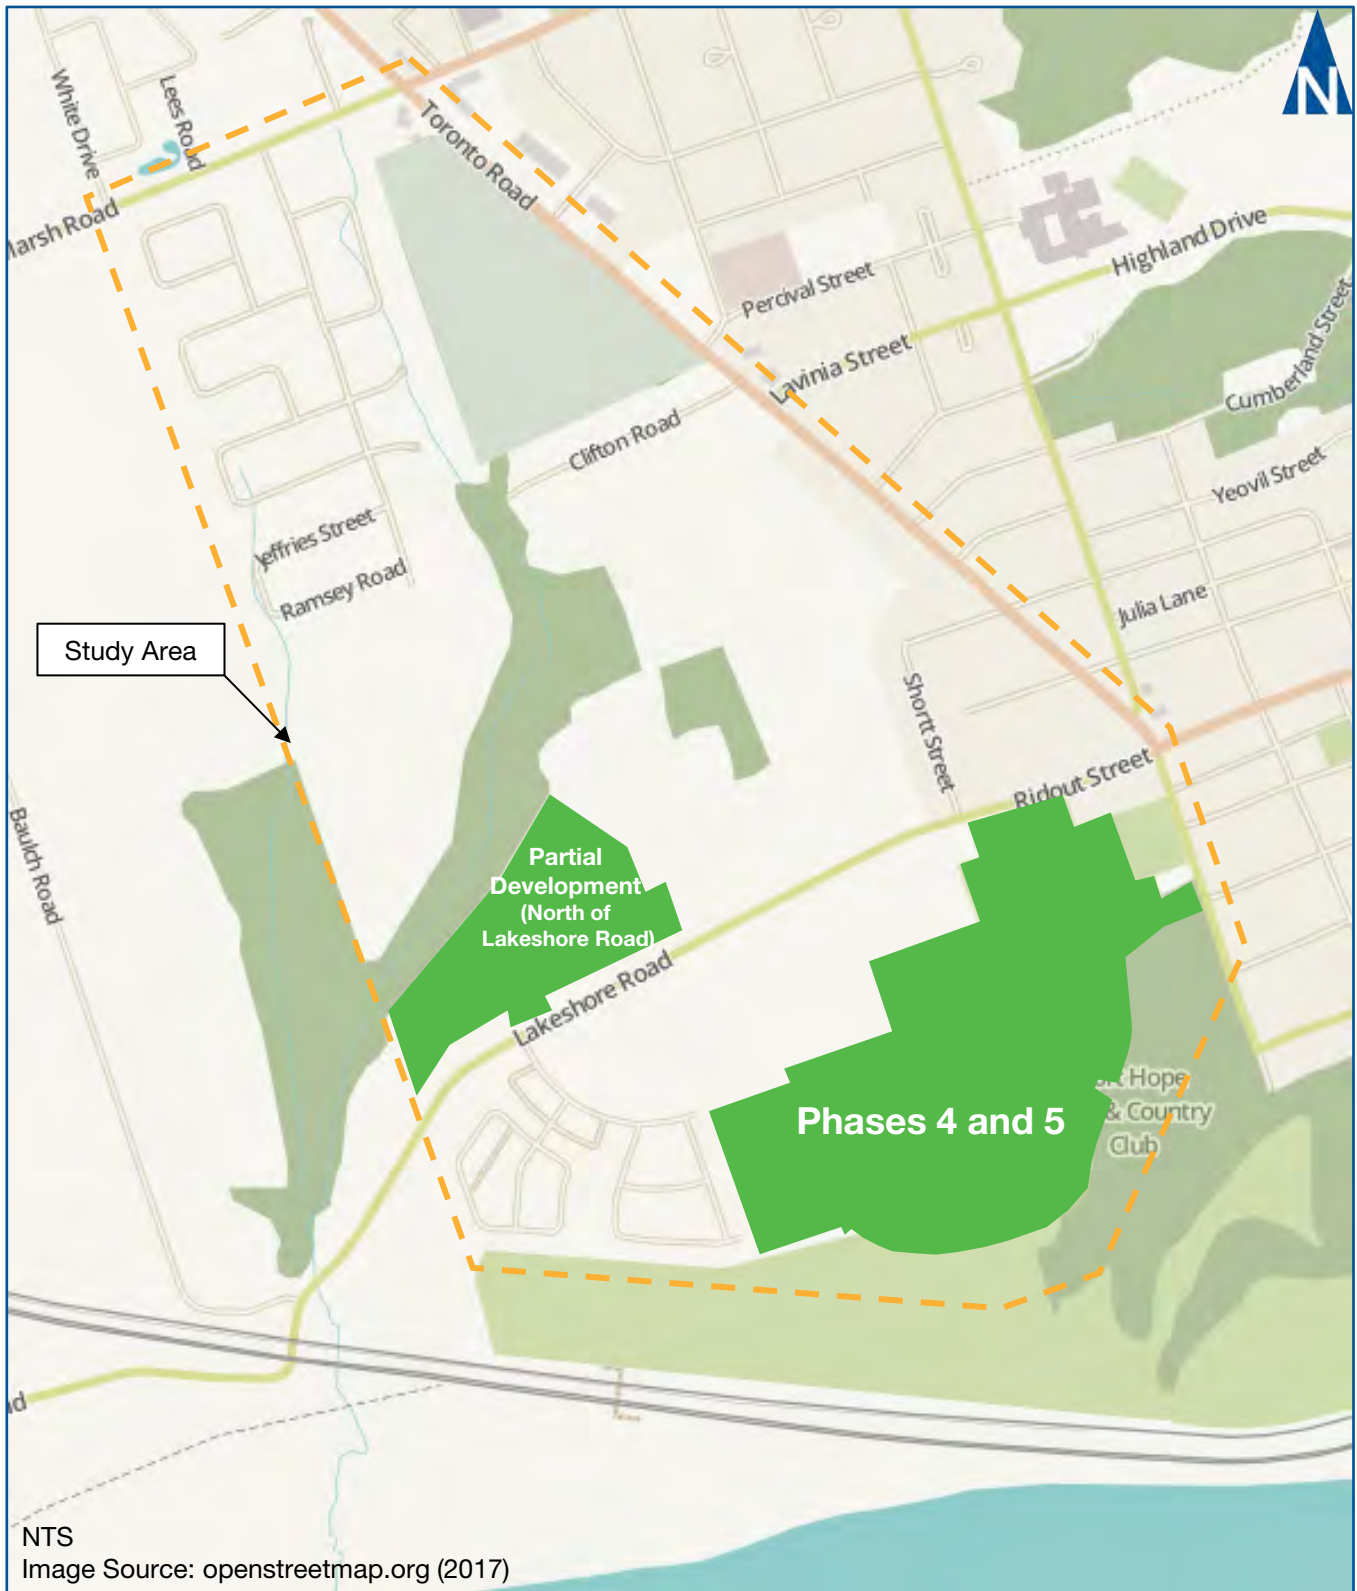 N
White Drive
Lees Road
Toronto Road
Marsh Road
Highland Drive
Percival Street
Lavinia Street
Cumberland Street
Clifton Road
Yeovil Street
Jeffries Street
Ramsey Road
Julia Lane
Study Area
Shortt Street
Ridout Street
Baulch Road
Partial
Development
(North of
Lakeshore Road)
Lakeshore Road
Hope
Phases 4 and 5
& Country
Club
NTS
Image Source: openstreetmap.org (2017)